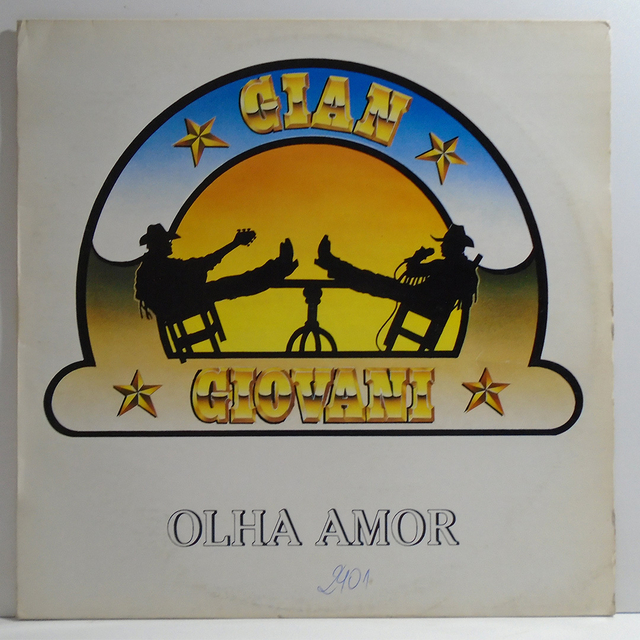 GIAN
GIOVANI
OLHA AMOR
2401